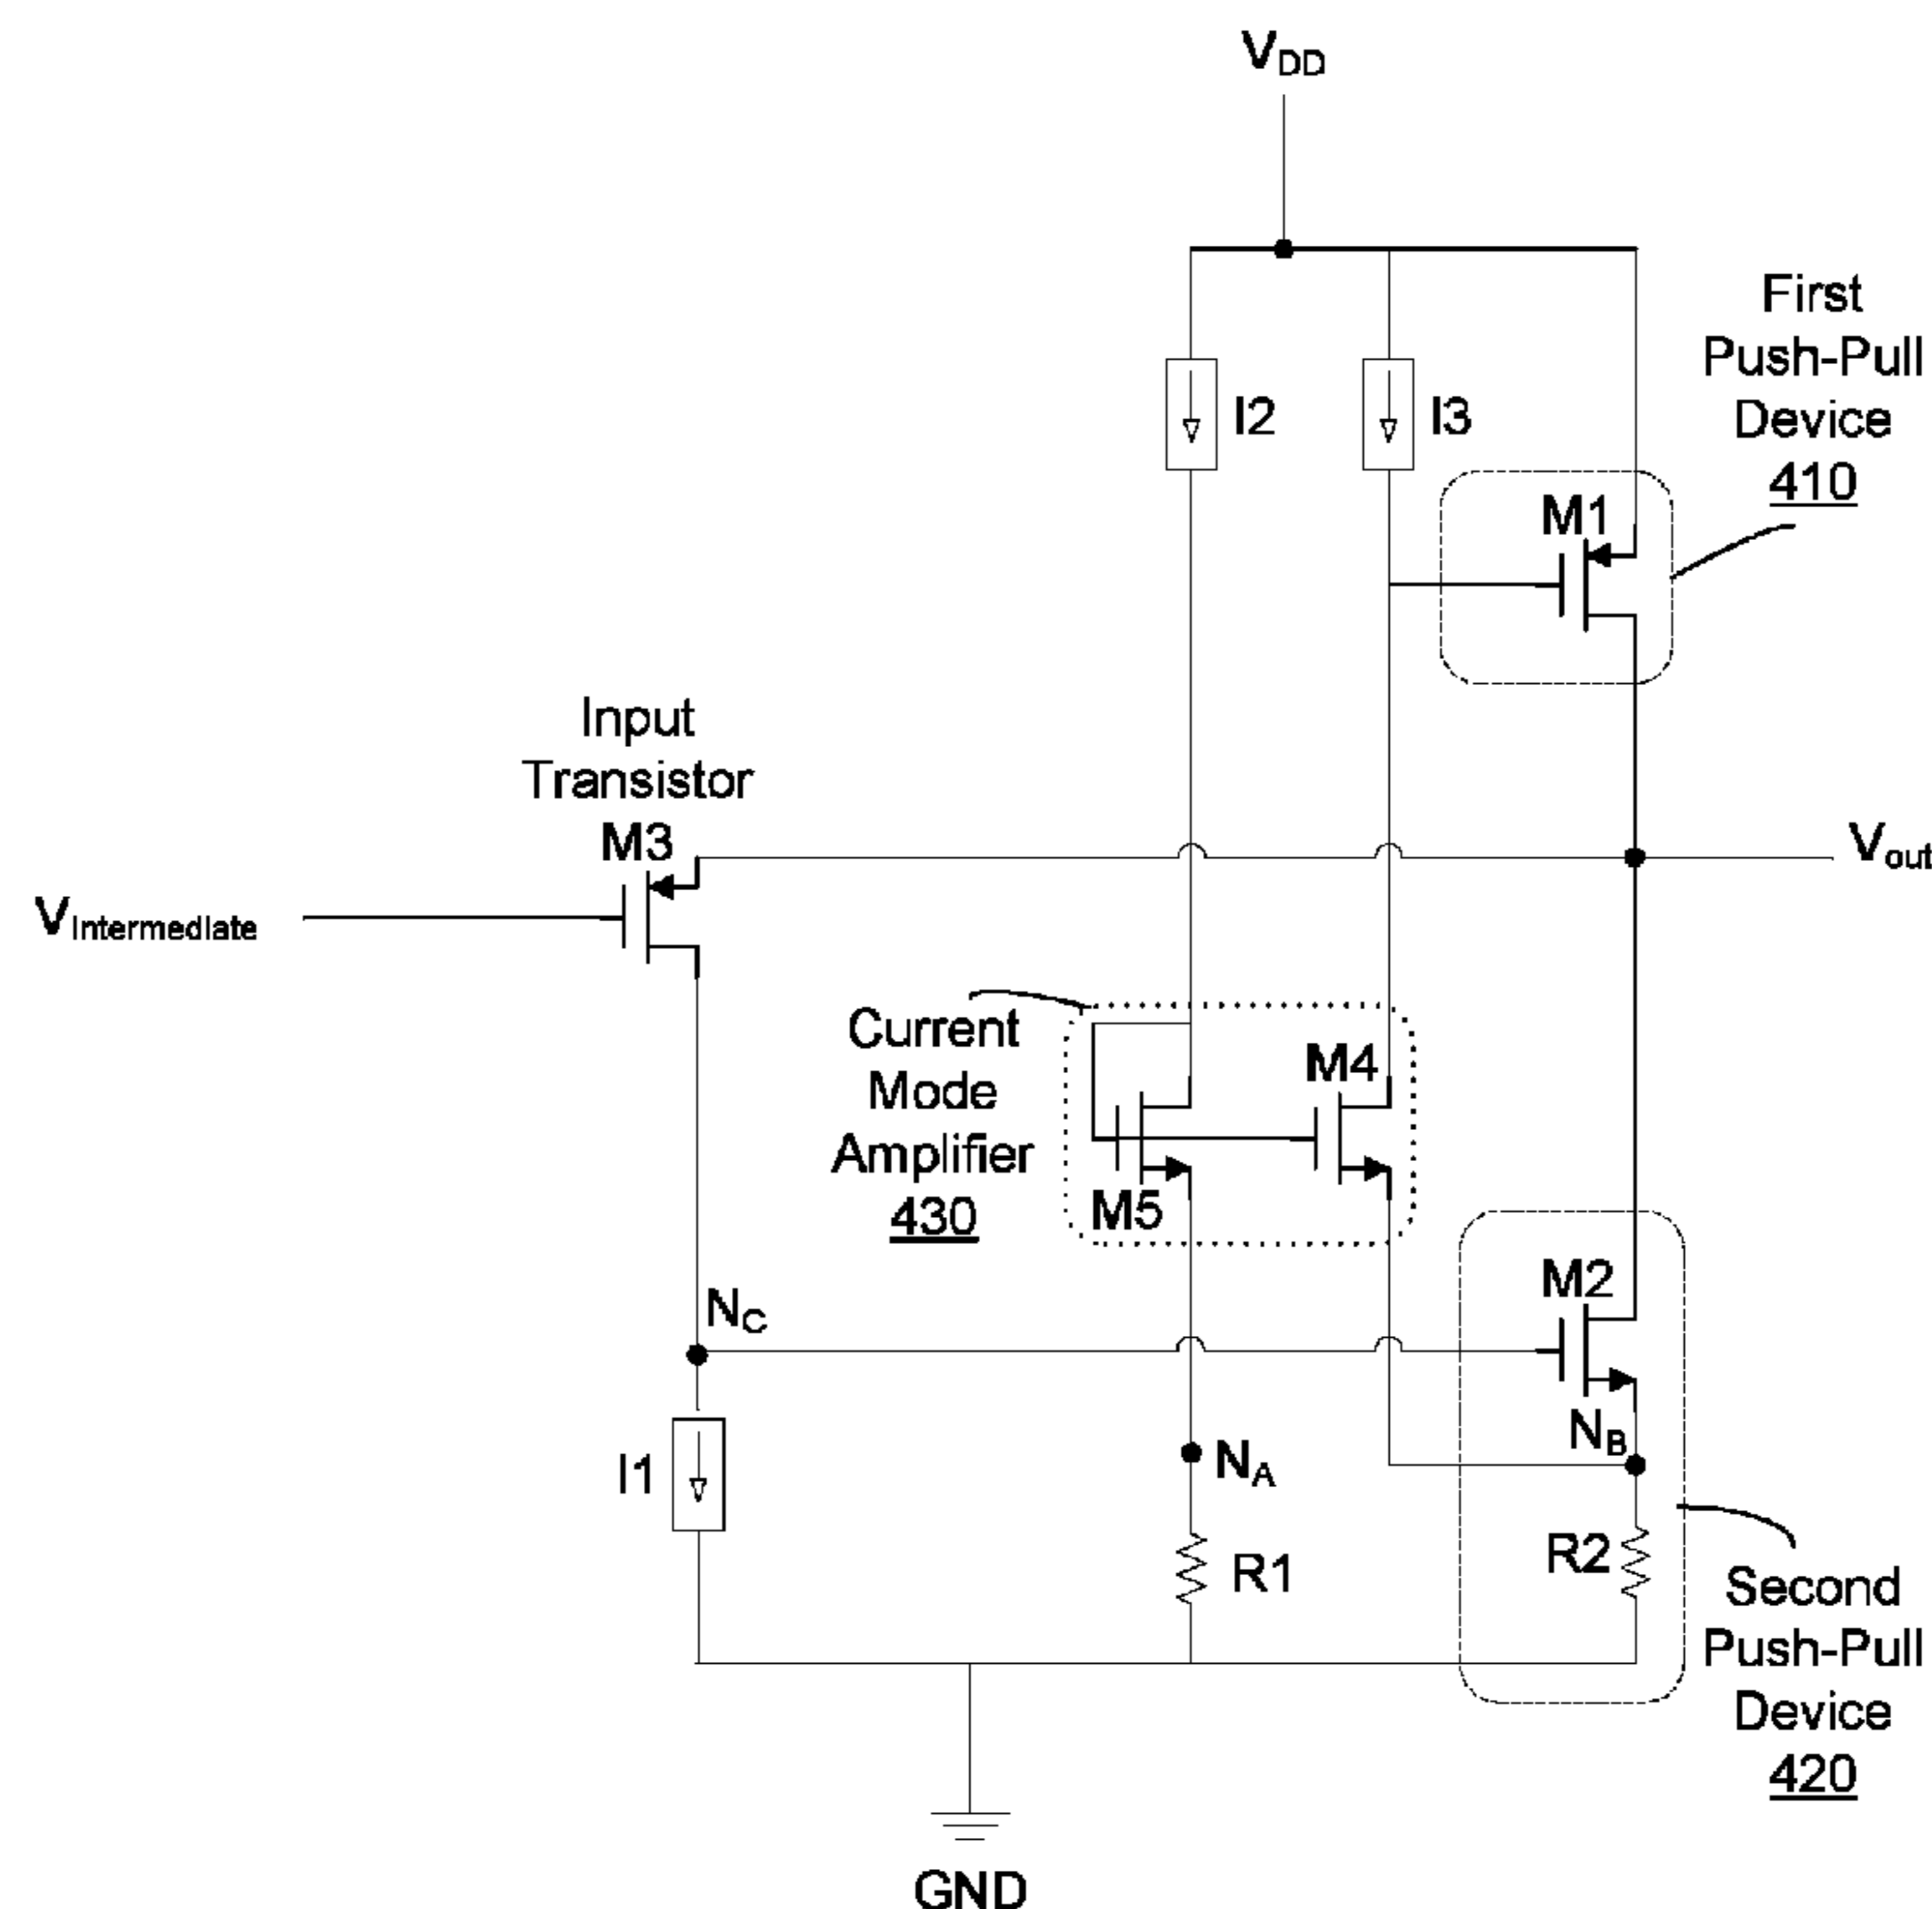 VDD
First
Push-Pull
Device
410
I2
I3
M1
Input
Transistor
M3
Vout
VIntermediate
Current
Mode
Amplifier
430
M4
M5
M2
NC
NB
NA
I1
R1
R2
Second
Push-Pull
Device
420
GND